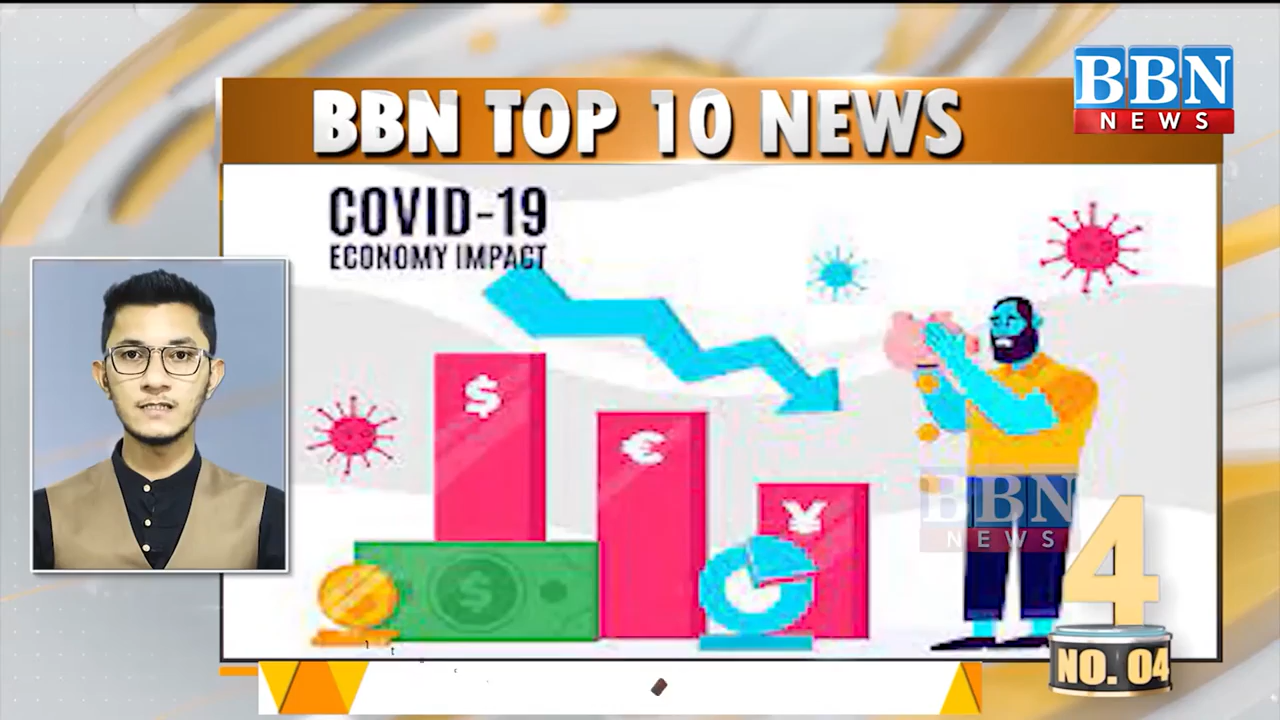 BBN TOP 10 NEWS
BBN
NEWS
COVID-19
ECONOMY IMPACT
$
€
¥
$
BBN
NEWS
4
NO. 04